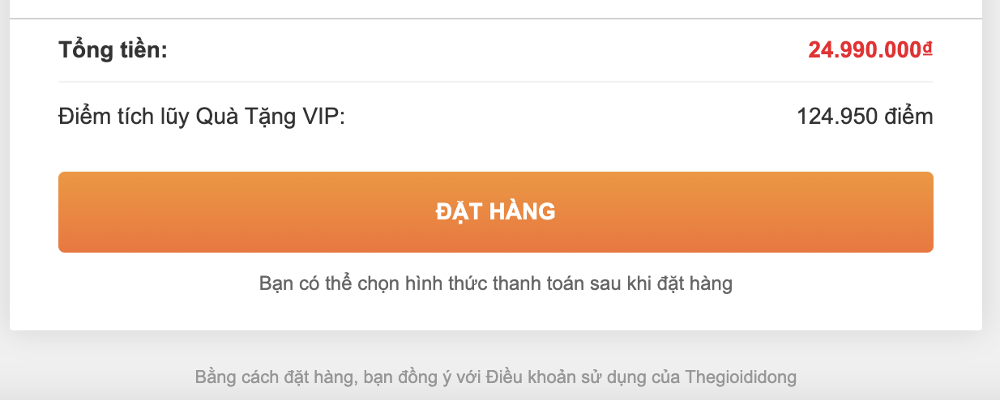 Tổng tiền: 24.990.000₫
Điểm tích lũy Quà Tặng VIP: 124.950 điểm
ĐẶT HÀNG
Bạn có thể chọn hình thức thanh toán sau khi đặt hàng
Bằng cách đặt hàng, bạn đồng ý với Điều khoản sử dụng của Thegioididong